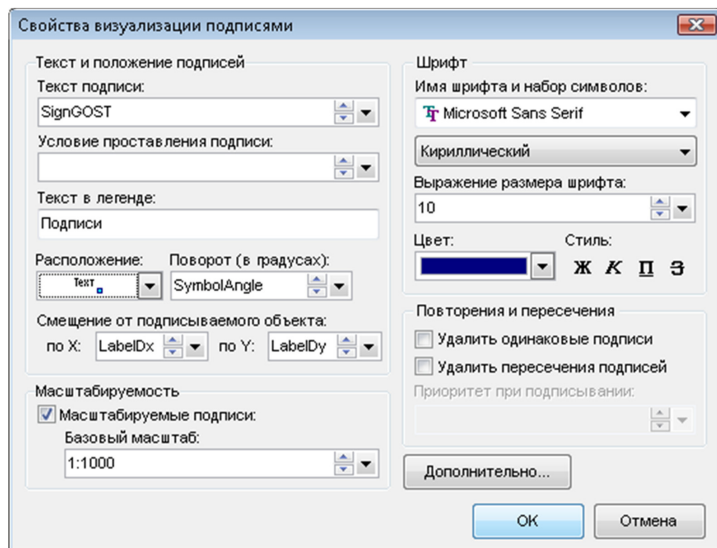 Свойства визуализации подписями
Текст и положение подписей
Текст подписи:
SignGOST
Условие проставления подписи:
Текст в легенде:
Подписи
Расположение: Поворот (в градусах):
Text SymbolAngle
Смещение от подписываемого объекта:
по X: LabelDx по Y: LabelDy
Масштабируемость
Масштабируемые подписи:
Базовый масштаб:
1:1000
Шрифт
Имя шрифта и набор символов:
Microsoft Sans Serif
Кириллический
Выражение размера шрифта:
10
Цвет: Стиль:
Ж К П З
Повторения и пересечения
Удалить одинаковые подписи
Удалить пересечения подписей
Приоритет при подписывании:
Дополнительно...
OK Отмена